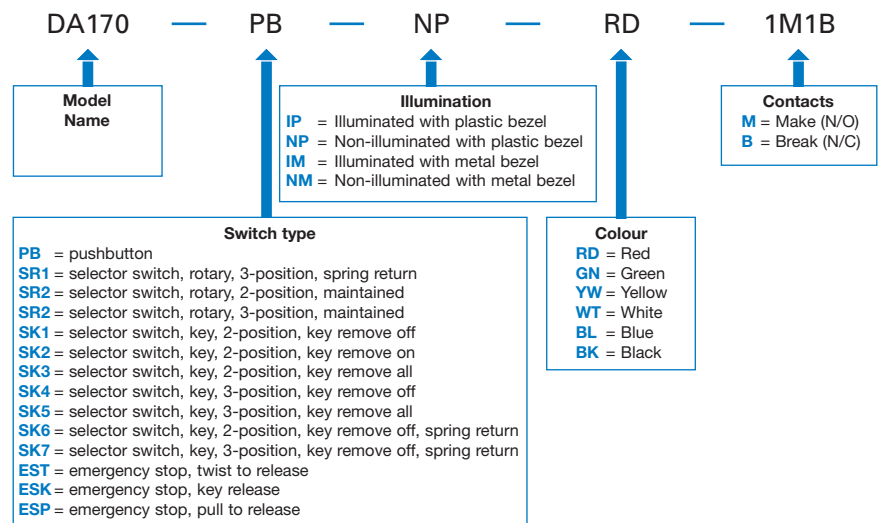 DA170 — PB — NP — RD — 1M1B
Model
Name
Illumination
IP = Illuminated with plastic bezel
NP = Non-illuminated with plastic bezel
IM = Illuminated with metal bezel
NM = Non-illuminated with metal bezel
Contacts
M = Make (N/O)
B = Break (N/C)
Switch type
PB = pushbutton
SR1 = selector switch, rotary, 3-position, spring return
SR2 = selector switch, rotary, 2-position, maintained
SR2 = selector switch, rotary, 3-position, maintained
SK1 = selector switch, key, 2-position, key remove off
SK2 = selector switch, key, 2-position, key remove on
SK3 = selector switch, key, 2-position, key remove all
SK4 = selector switch, key, 3-position, key remove off
SK5 = selector switch, key, 3-position, key remove all
SK6 = selector switch, key, 2-position, key remove off, spring return
SK7 = selector switch, key, 3-position, key remove off, spring return
EST = emergency stop, twist to release
ESK = emergency stop, key release
ESP = emergency stop, pull to release
Colour
RD = Red
GN = Green
YW = Yellow
WT = White
BL = Blue
BK = Black